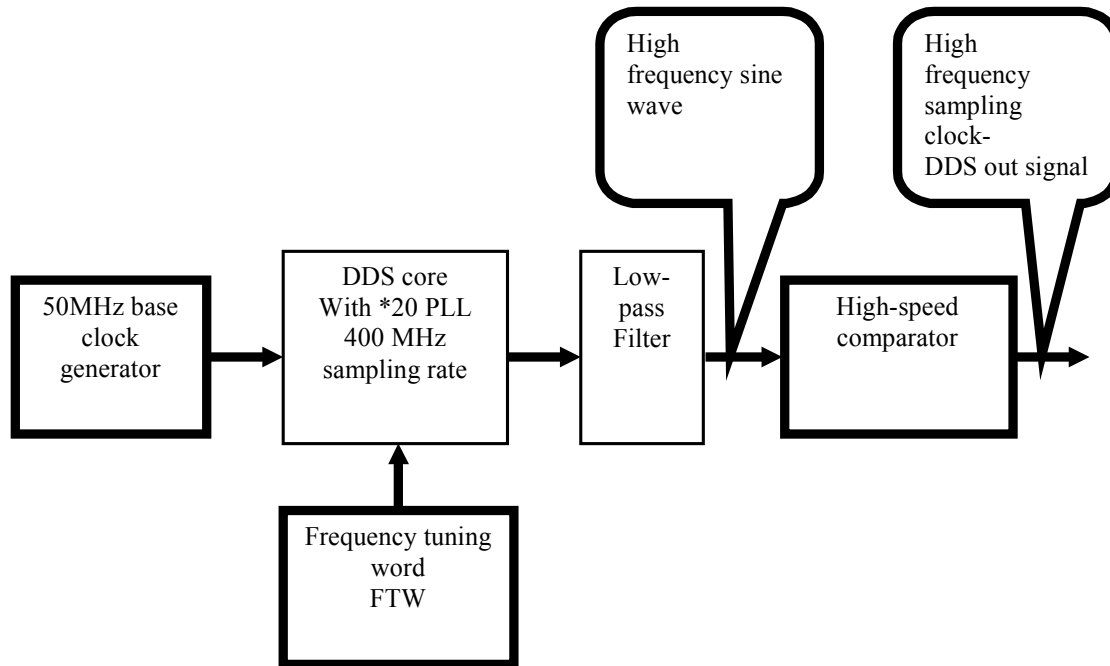 High
frequency sine
wave
High
frequency
sampling
clock-
DDS out signal
50MHz base
clock
generator
DDS core
With *20 PLL
400 MHz
sampling rate
Low-
pass
Filter
High-speed
comparator
Frequency tuning
word
FTW